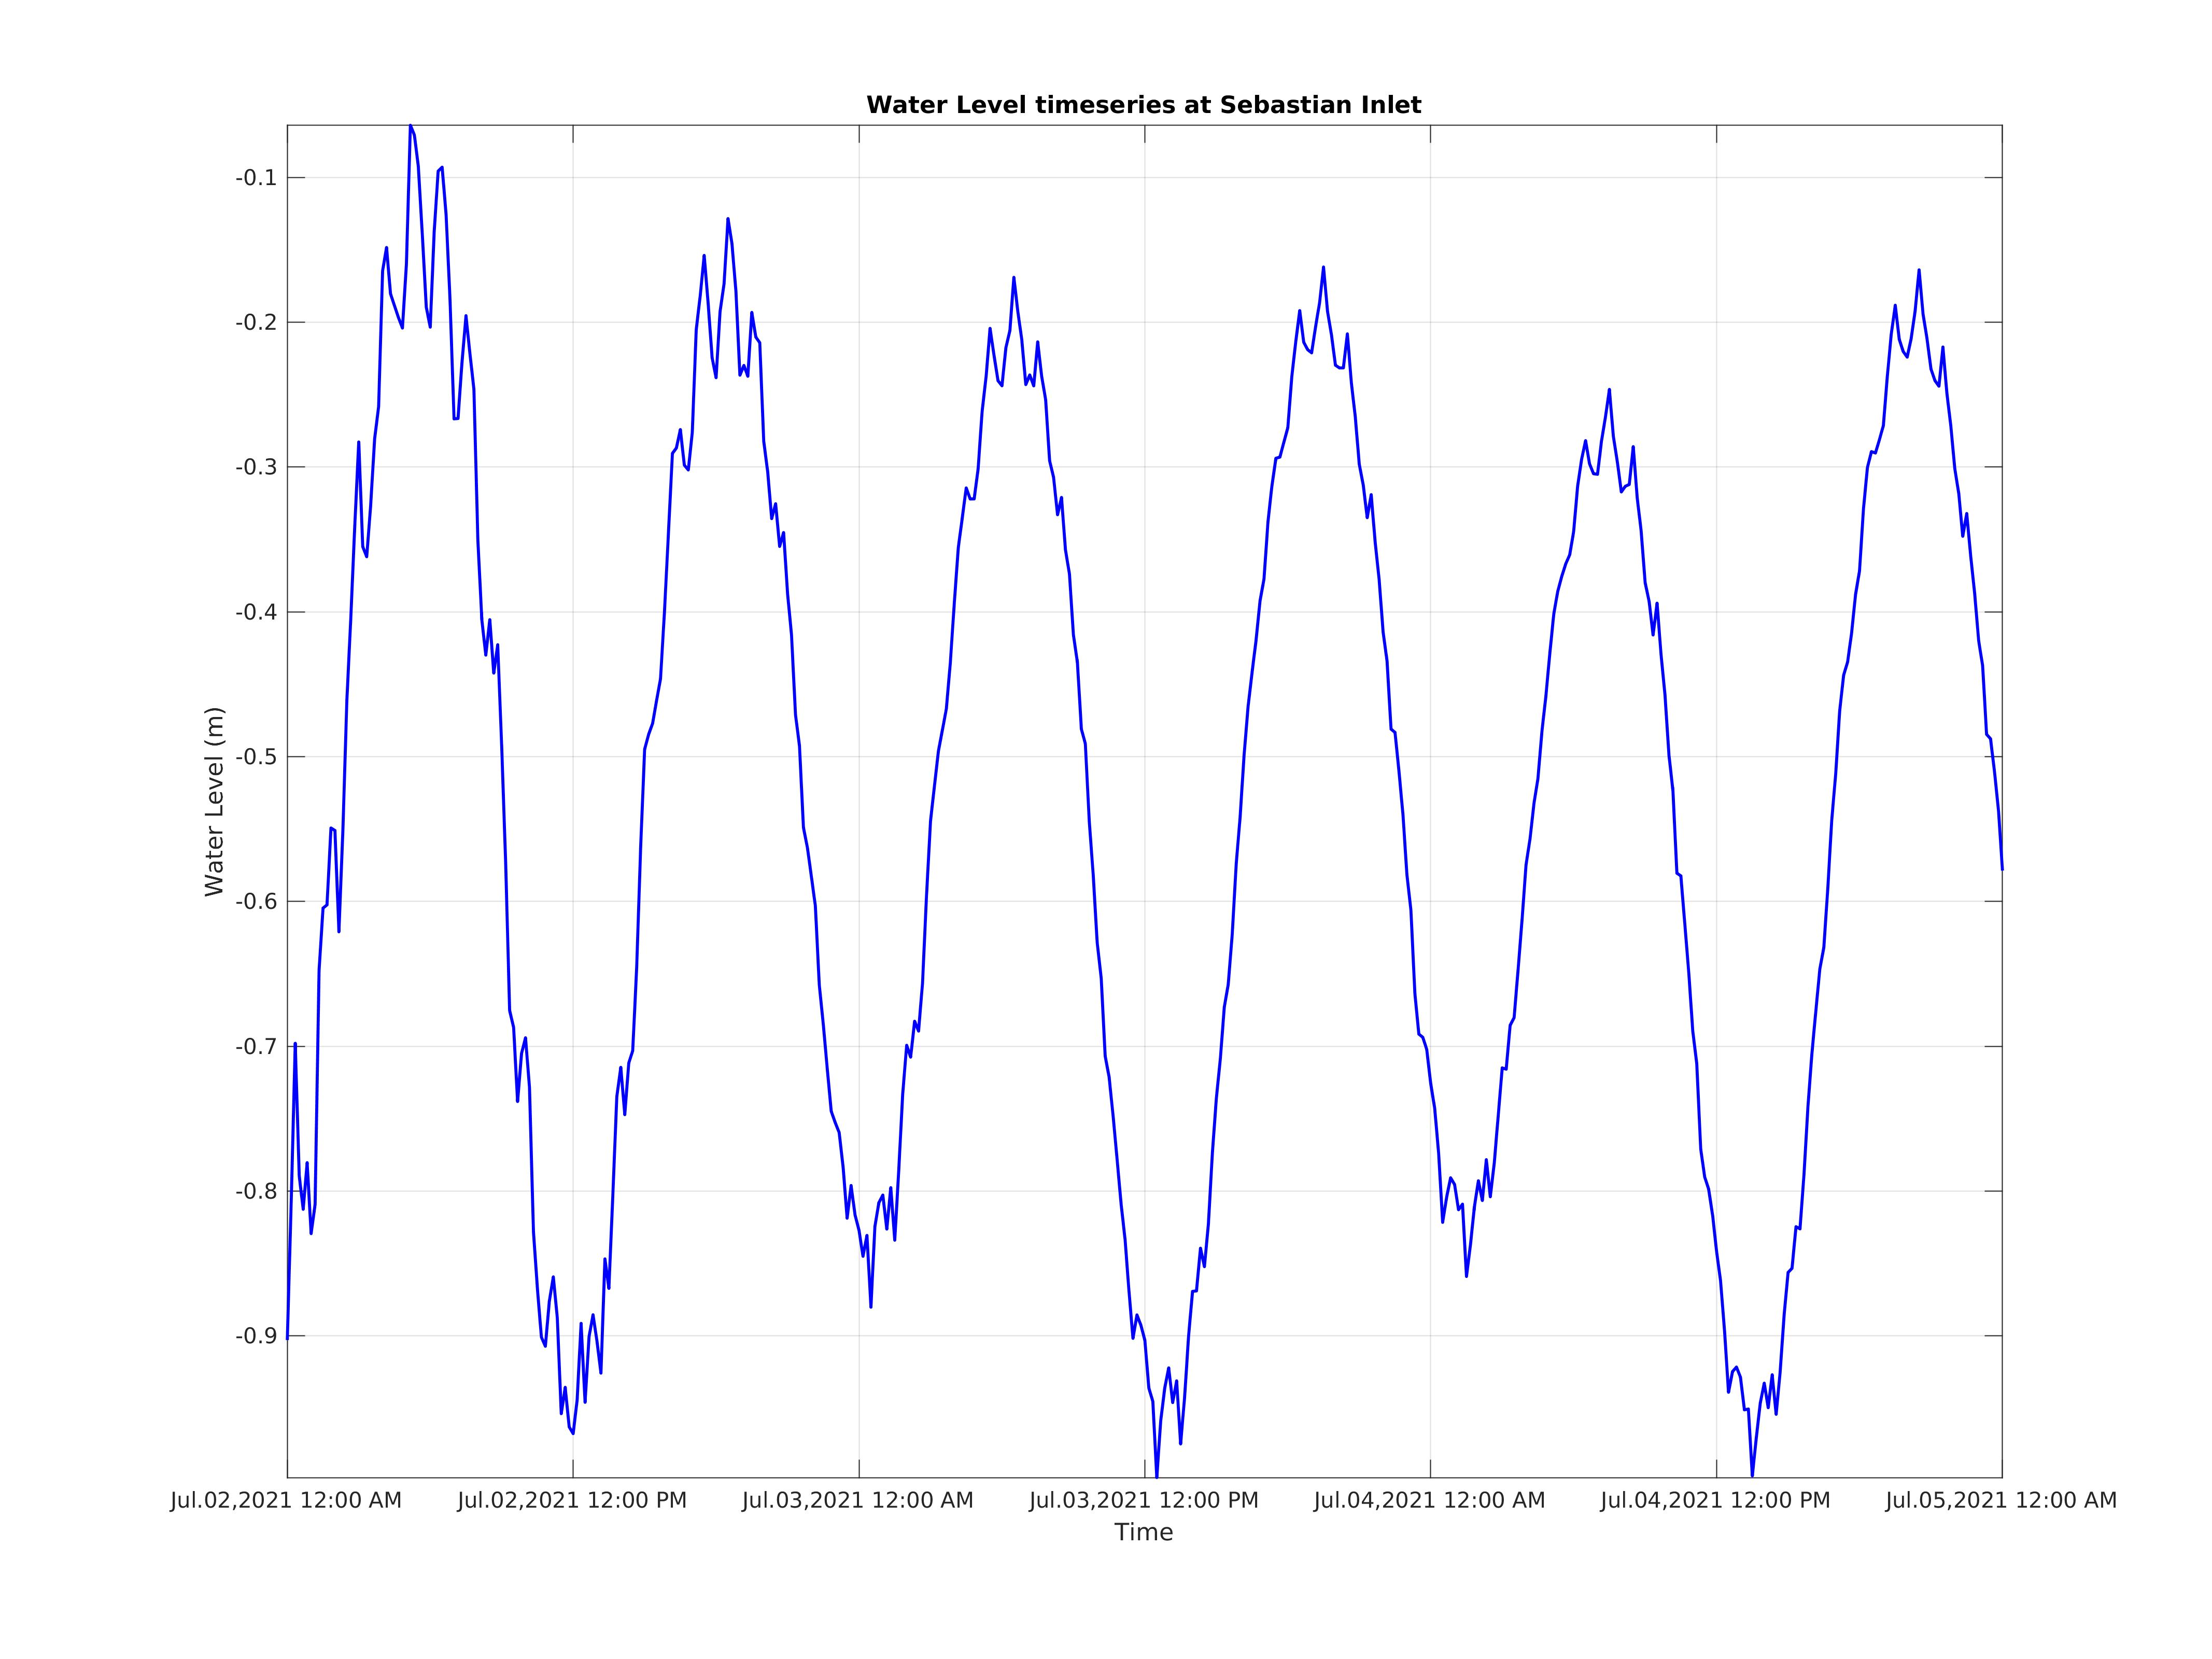 Water Level timeseries at Sebastian Inlet
-0.1
-0.2
-0.3
-0.4
-0.5
-0.6
-0.7
-0.8
-0.9
Water Level (m)
Jul.02,2021 12:00 AM
Jul.02,2021 12:00 PM
Jul.03,2021 12:00 AM
Jul.03,2021 12:00 PM
Jul.04,2021 12:00 AM
Jul.04,2021 12:00 PM
Jul.05,2021 12:00 AM
Time